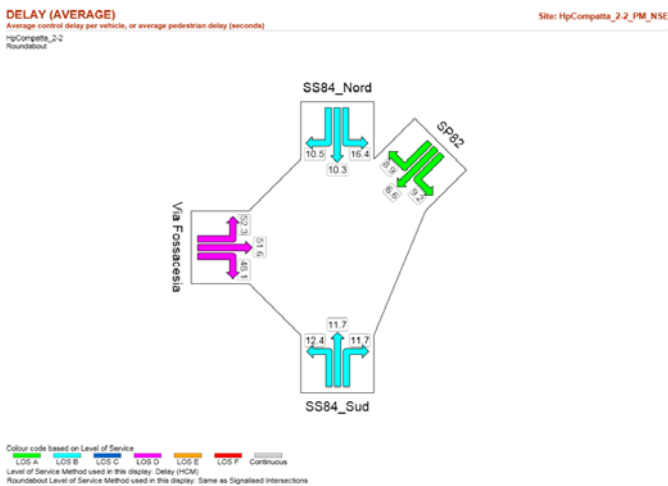 DELAY (AVERAGE)
Average control delay per vehicle, or average pedestrian delay (seconds)
Site: HpCompatta_2-2_PM_NSE
HpCompatta_2-2
Roundabout
SS84_Nord
SP82
10.5
16.4
10.3
8.9
6.6
9.2
Via Fossacesia
52.3
51.6
48.1
11.7
12.4
11.7
SS84_Sud
Colour code based on Level of Service
LOS A
LOS B
LOS C
LOS D
LOS E
LOS F
Continuous
Level of Service Method used in this display: Delay (HCM)
Roundabout Level of Service Method used in this display: Same as Signalised Intersections